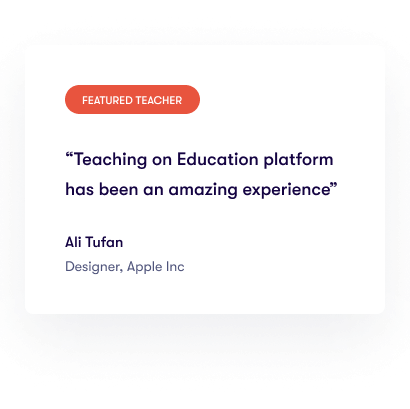 FEATURED TEACHER
“Teaching on Education platform
has been an amazing experience”
Ali Tufan
Designer, Apple Inc